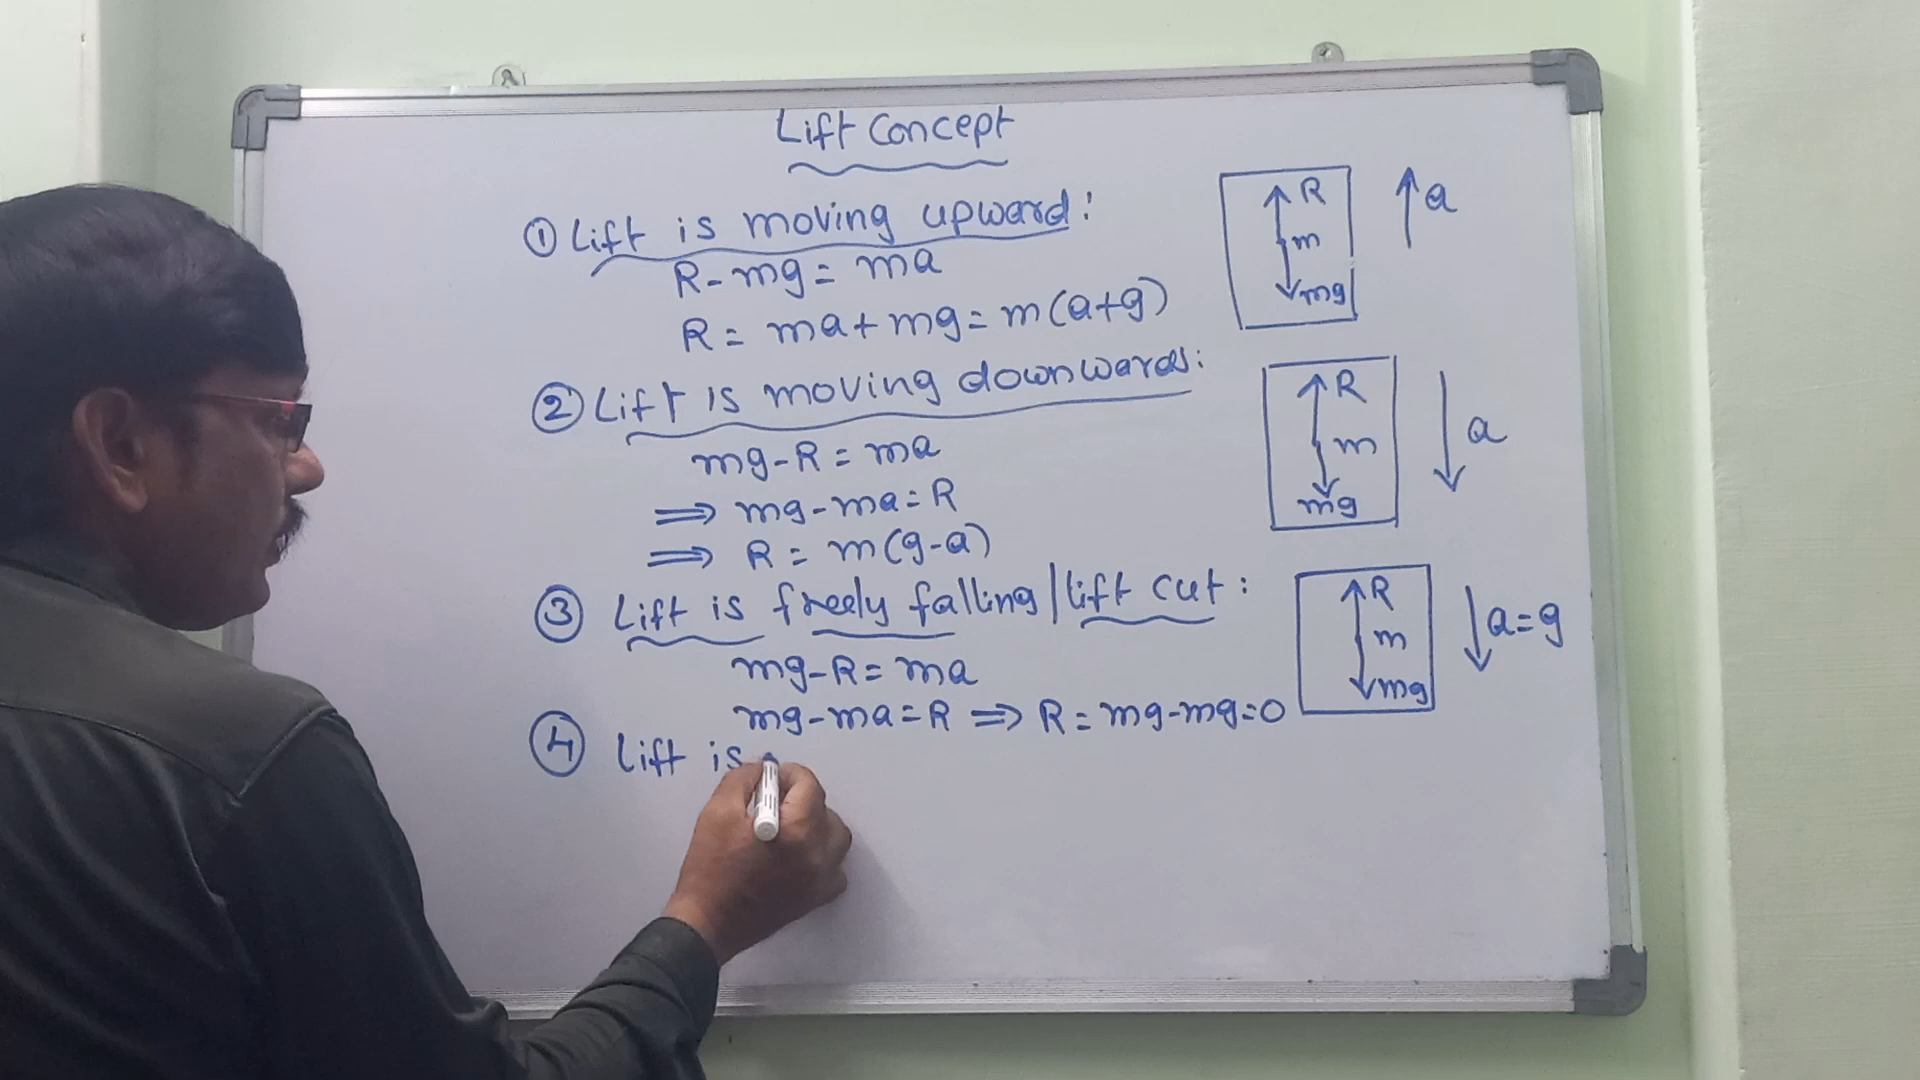 Lift Concept
① Lift is moving upward:
R-mg = ma
R = ma + mg = m(a+g)
R
m
mg
a
② Lift is moving downwards:
mg-R = ma
⇒ mg-ma = R
⇒ R = m(g-a)
R
m
mg
a
③ Lift is freely falling | lift cut:
mg-R = ma
mg-ma = R ⇒ R = mg-mg = 0
R
m
mg
a=g
④ Lift is